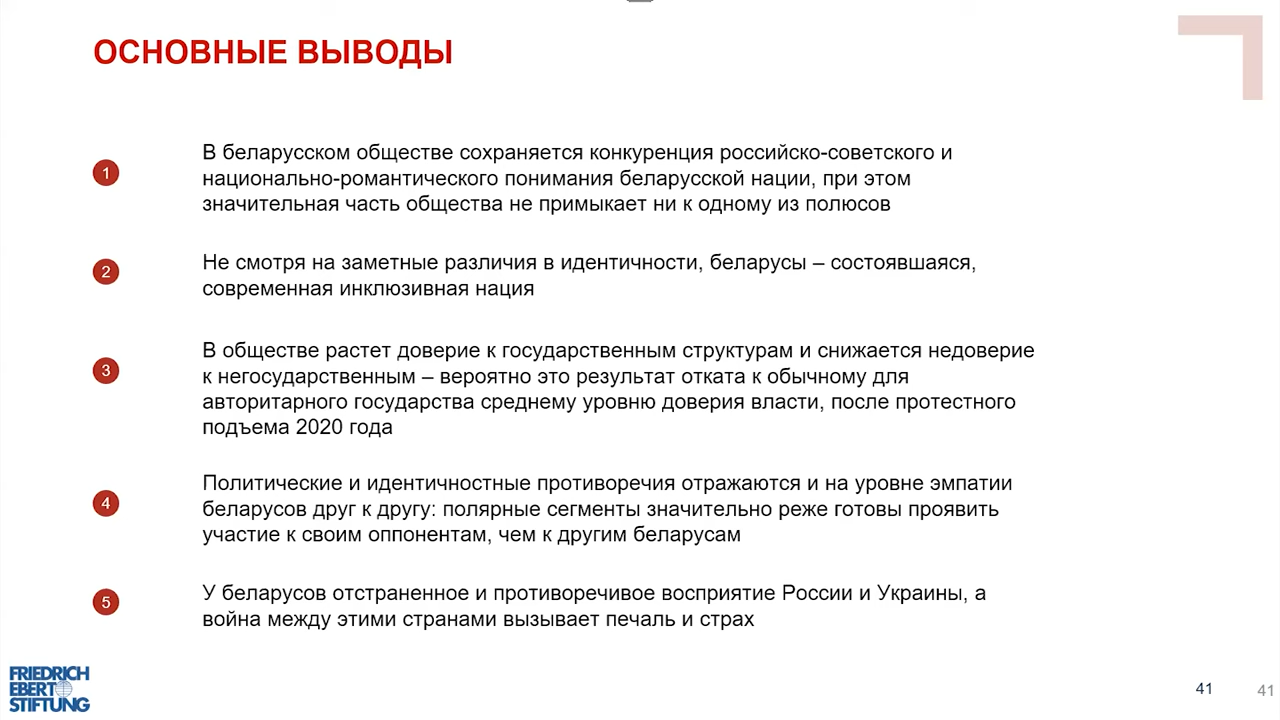 ОСНОВНЫЕ ВЫВОДЫ
1
В беларусском обществе сохраняется конкуренция российско-советского и
национально-романтического понимания беларусской нации, при этом
значительная часть общества не примыкает ни к одному из полюсов
2
Не смотря на заметные различия в идентичности, беларусы – состоявшаяся,
современная инклюзивная нация
3
В обществе растет доверие к государственным структурам и снижается недоверие
к негосударственным – вероятно это результат отката к обычному для
авторитарного государства среднему уровню доверия власти, после протестного
подъема 2020 года
4
Политические и идентичностные противоречия отражаются и на уровне эмпатии
беларусов друг к другу: полярные сегменты значительно реже готовы проявить
участие к своим оппонентам, чем к другим беларусам
5
У беларусов отстраненное и противоречивое восприятие России и Украины, а
война между этими странами вызывает печаль и страх
FRIEDRICH
EBERT
STIFTUNG
41
41